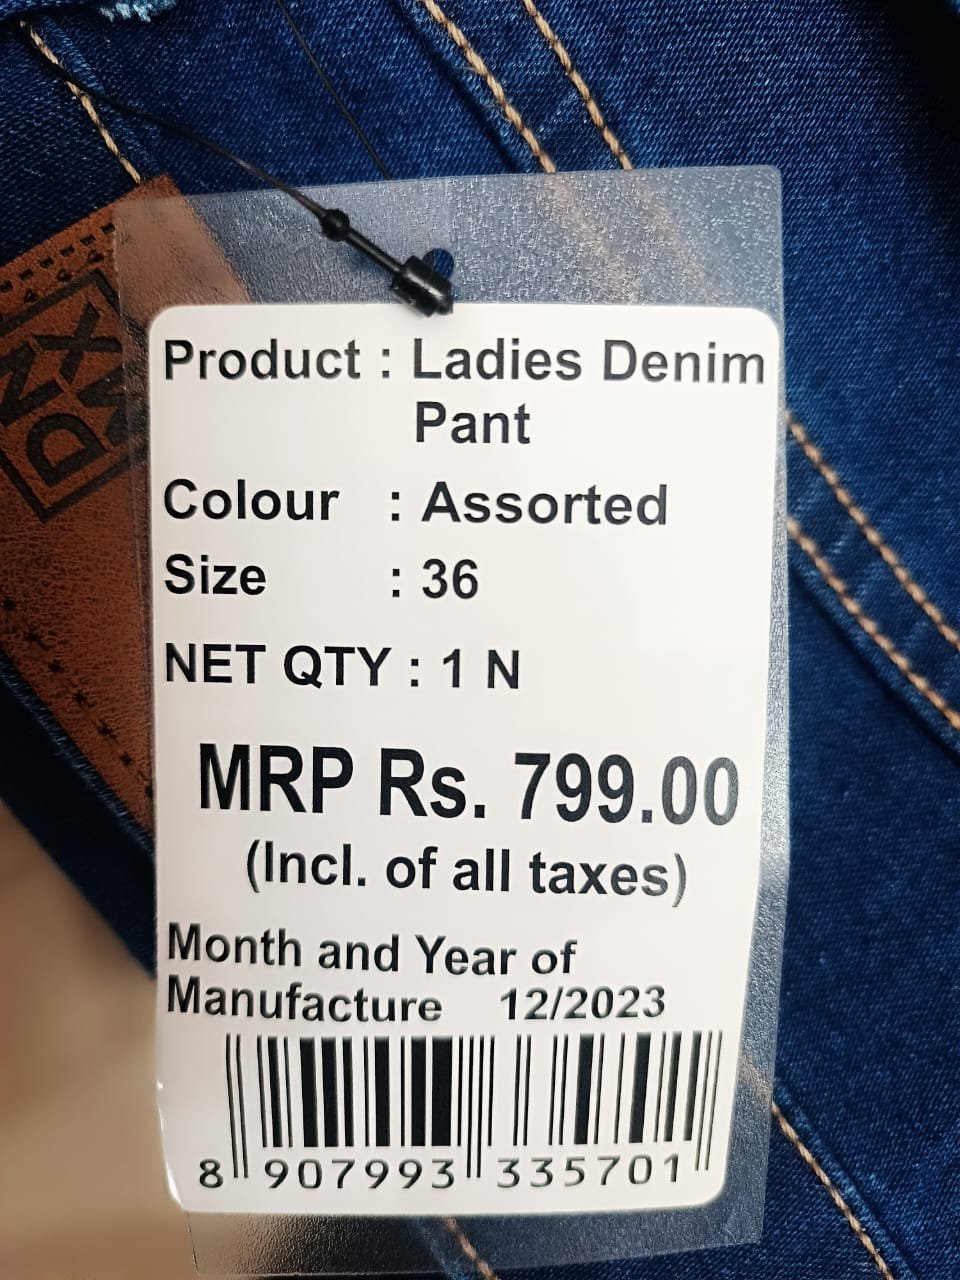 Product : Ladies Denim
Pant
Colour : Assorted
Size : 36
NET QTY : 1 N
MRP Rs. 799.00
(Incl. of all taxes)
Month and Year of
Manufacture 12/2023
8 907993 335701